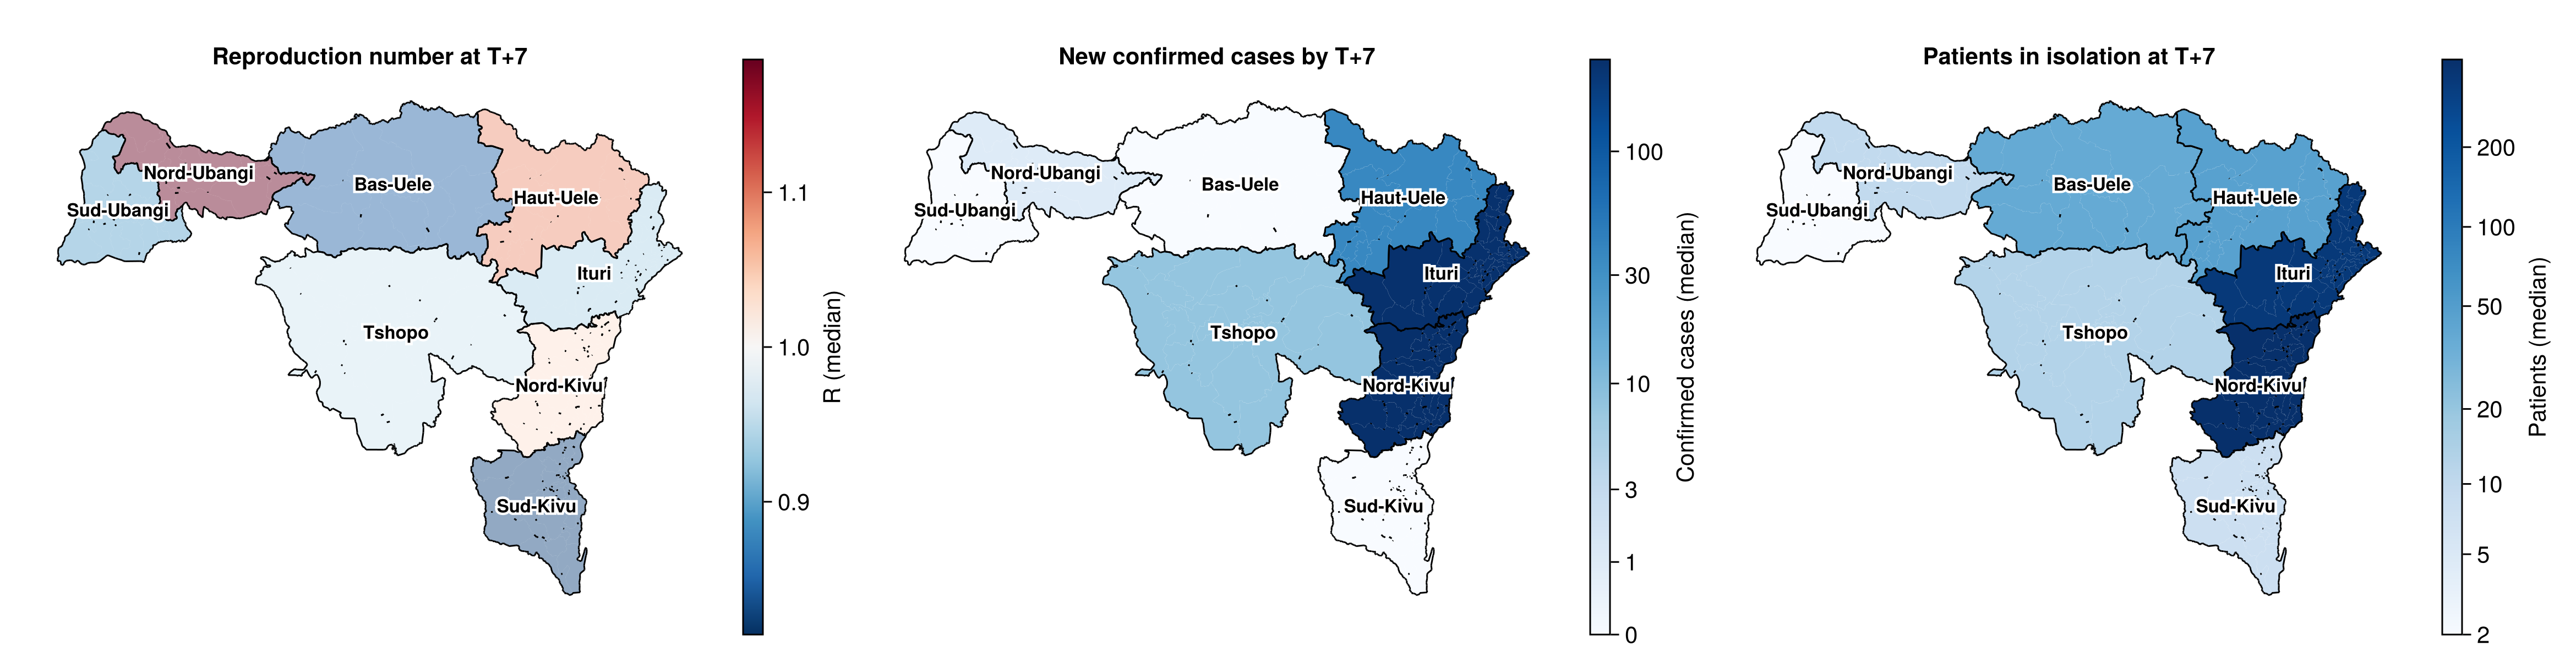 Reproduction number at T+7
Nord-Ubangi
Sud-Ubangi
Bas-Uele
Haut-Uele
Ituri
Tshopo
Nord-Kivu
Sud-Kivu
1.1
1.0
0.9
R (median)
New confirmed cases by T+7
Nord-Ubangi
Sud-Ubangi
Bas-Uele
Haut-Uele
Ituri
Tshopo
Nord-Kivu
Sud-Kivu
100
30
10
3
1
0
Confirmed cases (median)
Patients in isolation at T+7
Nord-Ubangi
Sud-Ubangi
Bas-Uele
Haut-Uele
Ituri
Tshopo
Nord-Kivu
Sud-Kivu
200
100
50
20
10
5
2
Patients (median)